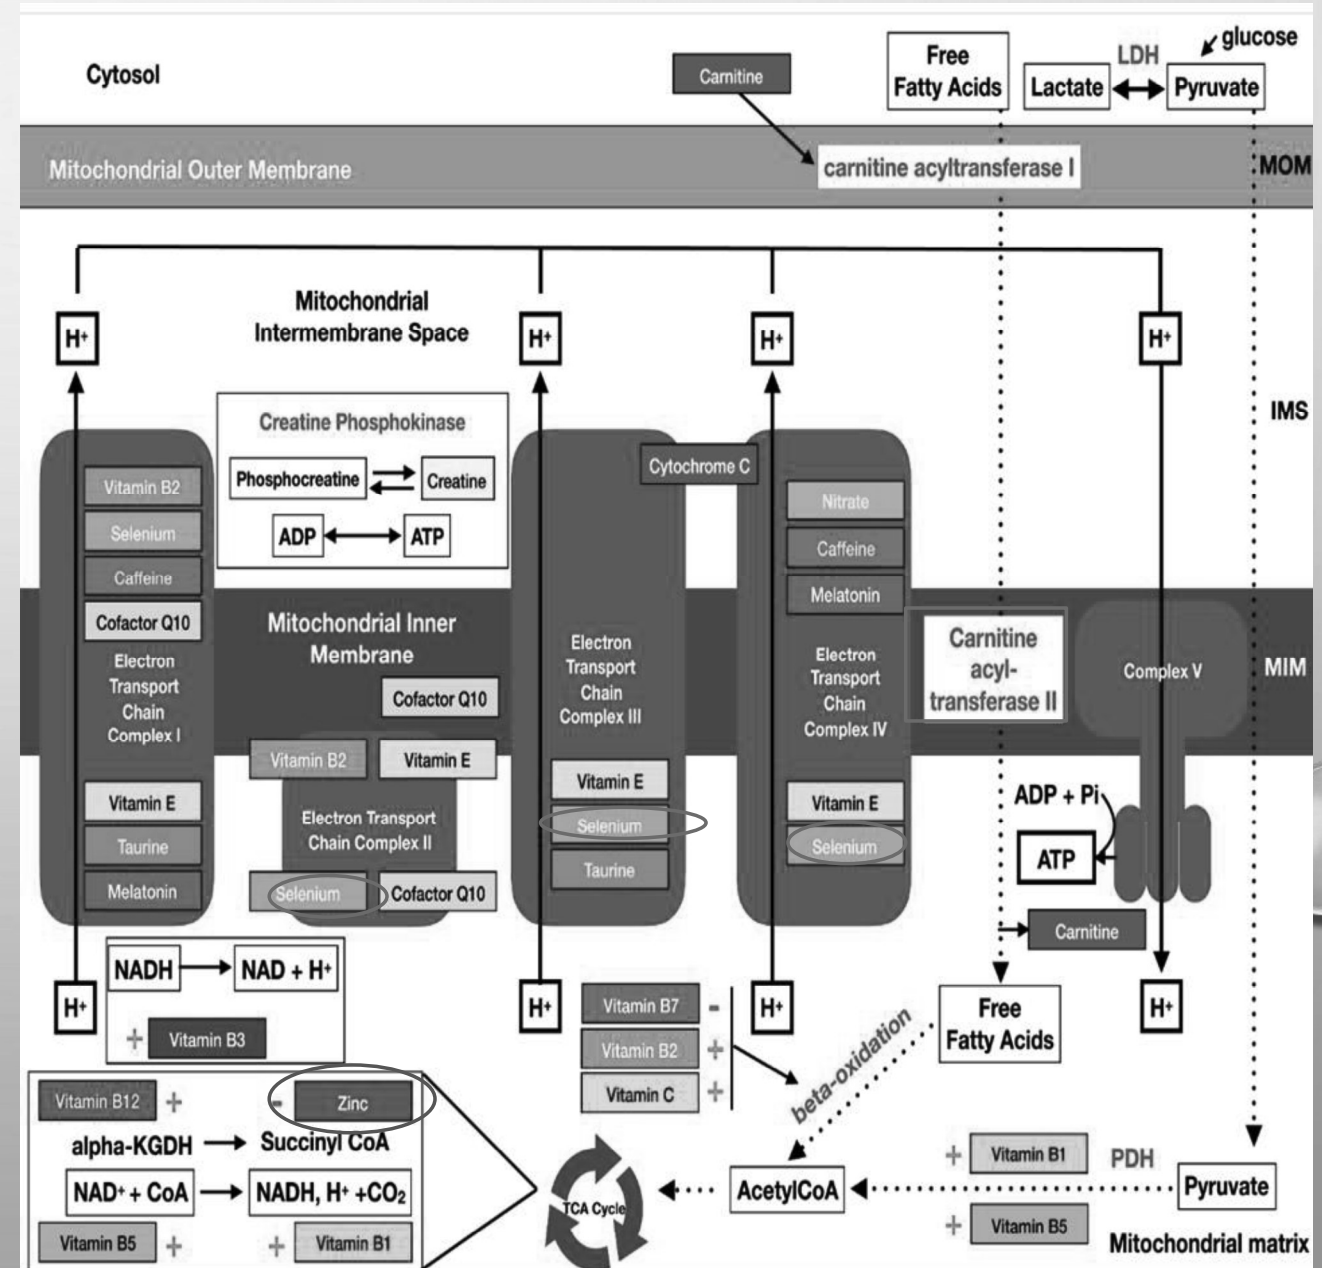 Cytosol
Carnitine
Free
Fatty Acids
Lactate
LDH
Pyruvate
glucose
Mitochondrial Outer Membrane
carnitine acyltransferase I
MOM
Mitochondrial
Intermembrane Space
H+
H+
H+
H+
IMS
Creatine Phosphokinase
Phosphocreatine
Creatine
ADP
ATP
Cytochrome C
Vitamin B2
Selenium
Caffeine
Cofactor Q10
Electron
Transport
Chain
Complex I
Vitamin E
Taurine
Melatonin
Mitochondrial Inner
Membrane
Cofactor Q10
Vitamin B2
Vitamin E
Electron Transport
Chain Complex II
Selenium
Cofactor Q10
Electron
Transport
Chain
Complex III
Vitamin E
Selenium
Taurine
Nitrate
Caffeine
Melatonin
Electron
Transport
Chain
Complex IV
Vitamin E
Selenium
Carnitine
acyl-
transferase II
Complex V
MIM
ADP + Pi
ATP
Carnitine
NADH
NAD + H+
+ Vitamin B3
H+
H+
H+
H+
Vitamin B7 -
Vitamin B2 +
Vitamin C +
beta-oxidation
Free
Fatty Acids
Vitamin B12 +
- Zinc
alpha-KGDH
Succinyl CoA
NAD+ + CoA
NADH, H+ +CO2
Vitamin B5 +
+ Vitamin B1
TCA Cycle
AcetylCoA
+ Vitamin B1
PDH
+ Vitamin B5
Pyruvate
Mitochondrial matrix